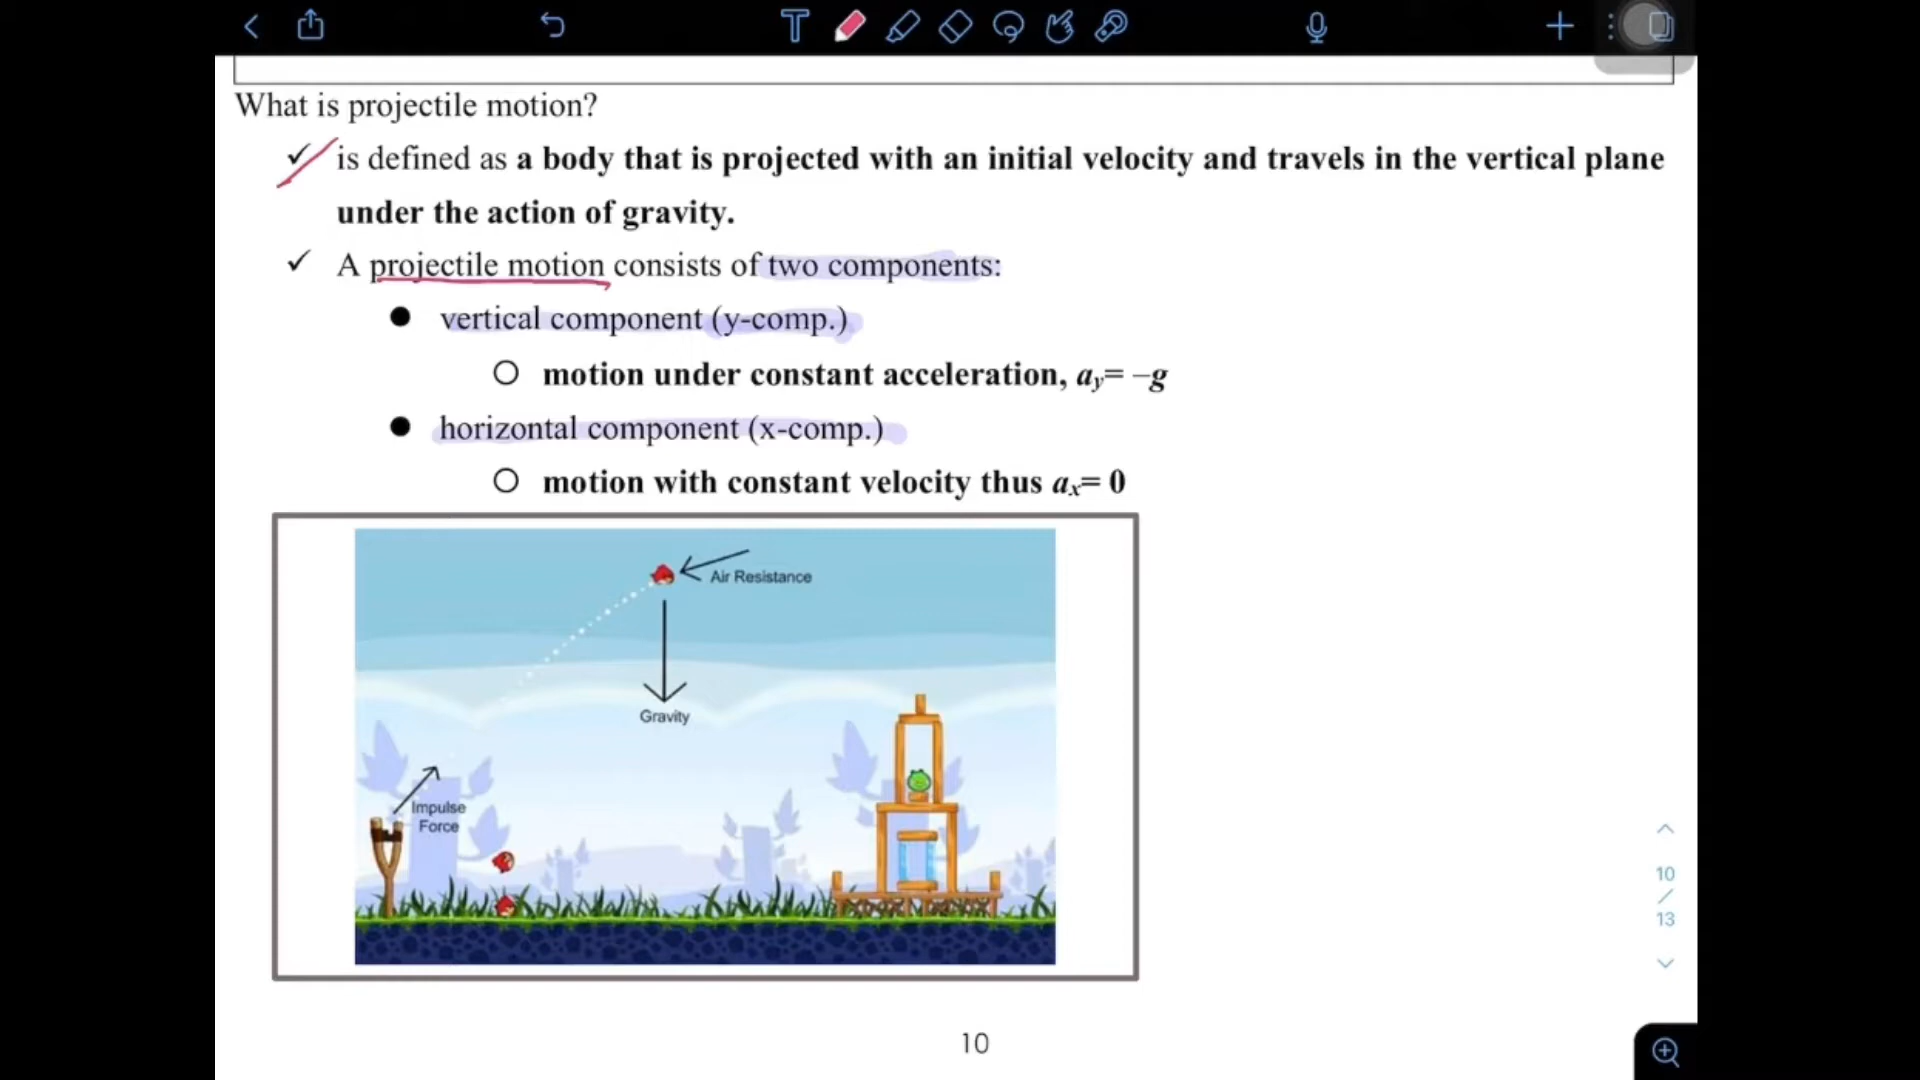 What is projectile motion?
✓ is defined as a body that is projected with an initial velocity and travels in the vertical plane
under the action of gravity.
✓ A projectile motion consists of two components:
● vertical component (y-comp.)
○ motion under constant acceleration, ay= –g
● horizontal component (x-comp.)
○ motion with constant velocity thus ax= 0
Air Resistance
Gravity
Impulse
Force
10
/
13
10